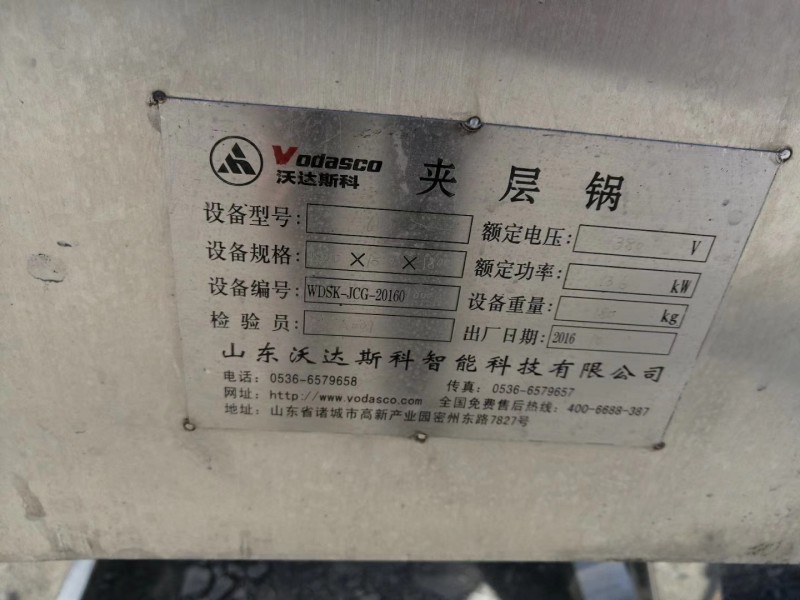 Vodasco
沃达斯科
夹层锅
设备型号:
额定电压: V
设备规格: × ×
额定功率: kW
设备编号: WDSK-JCG-20160
设备重量: kg
检验员:
出厂日期: 2016
山东沃达斯科智能科技有限公司
电话: 0536-6579658 传真: 0536-6579657
网址: http://www.vodasco.com 全国免费售后热线: 400-6688-387
地址: 山东省诸城市高新产业园密州东路7827号